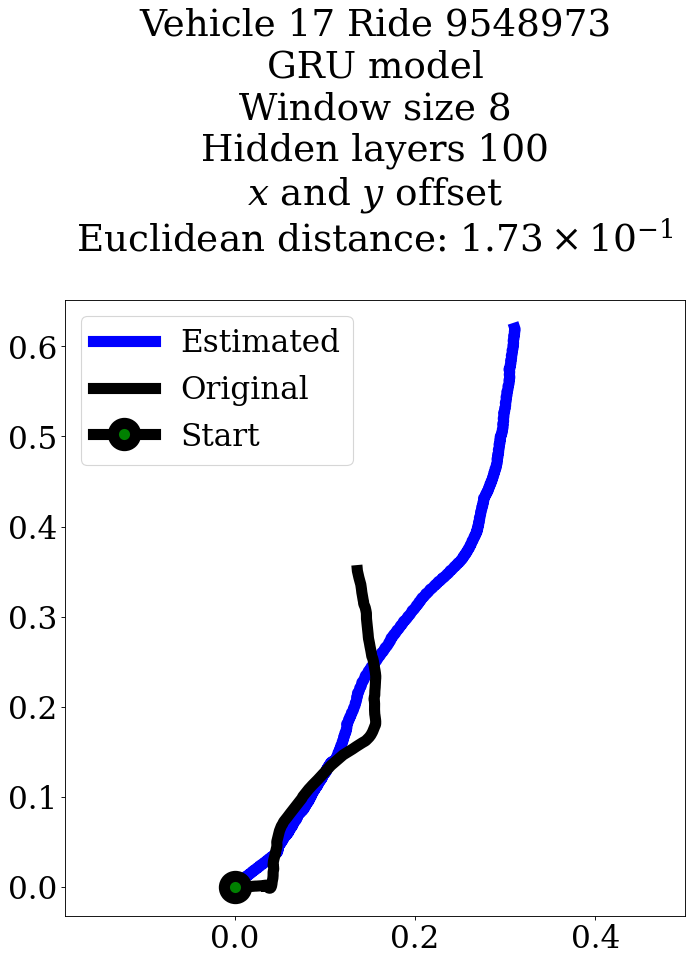 Vehicle 17 Ride 9548973
GRU model
Window size 8
Hidden layers 100
x and y offset
Euclidean distance: 1.73 × 10⁻¹
Estimated
Original
Start
0.6
0.5
0.4
0.3
0.2
0.1
0.0
0.0 0.2 0.4